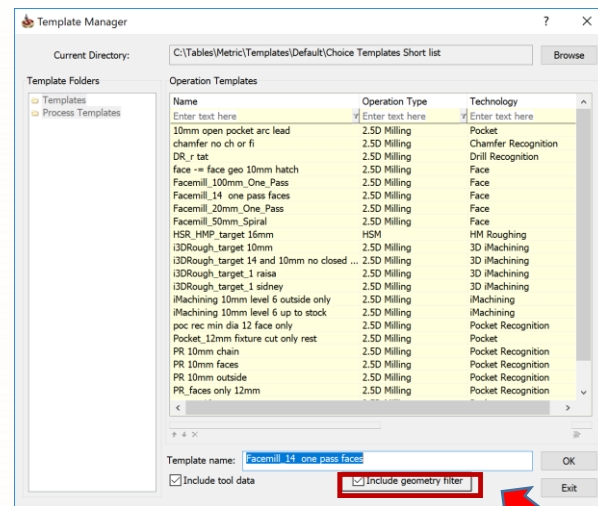 Template Manager ? ×
Current Directory: C:\Tables\Metric\Templates\Default\Choice Templates Short list Browse
Template Folders Operation Templates
Templates
Process Templates
Name Operation Type Technology
Enter text here Enter text here Enter text here
10mm open pocket arc lead 2.5D Milling Pocket
chamfer no ch or fi 2.5D Milling Chamfer Recognition
DR_r tat 2.5D Milling Drill Recognition
face -= face geo 10mm hatch 2.5D Milling Face
Facemill_100mm_One_Pass 2.5D Milling Face
Facemill_14 one pass faces 2.5D Milling Face
Facemill_20mm_One_Pass 2.5D Milling Face
Facemill_50mm_Spiral 2.5D Milling Face
HSR_HMP_target 16mm HSM HM Roughing
i3DRough_target 10mm 2.5D Milling 3D iMachining
i3DRough_target 14 and 10mm no closed ... 2.5D Milling 3D iMachining
i3DRough_target_1 raisa 2.5D Milling 3D iMachining
i3DRough_target_1 sidney 2.5D Milling 3D iMachining
iMachining 10mm level 6 outside only 2.5D Milling iMachining
iMachining 10mm level 6 up to stock 2.5D Milling iMachining
poc rec min dia 12 face only 2.5D Milling Pocket Recognition
Pocket_12mm fixture cut only rest 2.5D Milling Pocket
PR 10mm chain 2.5D Milling Pocket Recognition
PR 10mm faces 2.5D Milling Pocket Recognition
PR 10mm outside 2.5D Milling Pocket Recognition
PR_faces only 12mm 2.5D Milling Pocket Recognition
Template name: Facemill_14 one pass faces OK
Include tool data Include geometry filter Exit